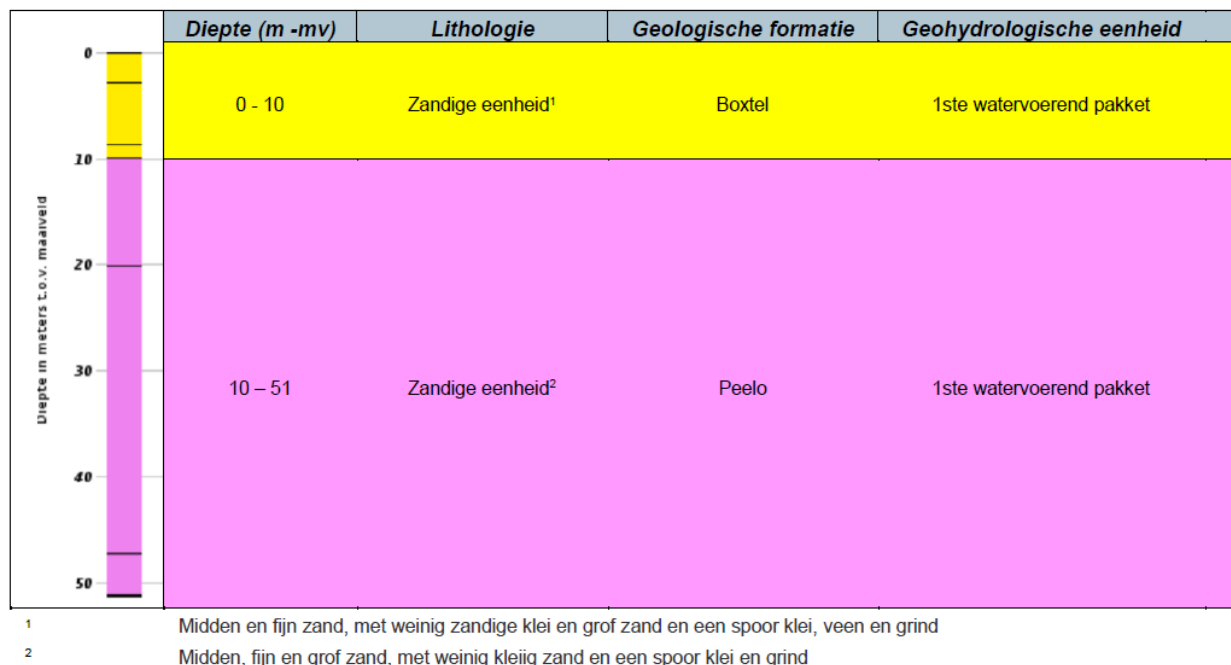 Diepte (m -mv) Lithologie Geologische formatie Geohydrologische eenheid
0
0 - 10 Zandige eenheid¹ Boxtel 1ste watervoerend pakket
10
Diepte in meters t.o.v. maaiveld
20
30
10 – 51 Zandige eenheid² Peelo 1ste watervoerend pakket
40
50
1 Midden en fijn zand, met weinig zandige klei en grof zand en een spoor klei, veen en grind
2 Midden, fijn en grof zand, met weinig kleiig zand en een spoor klei en grind